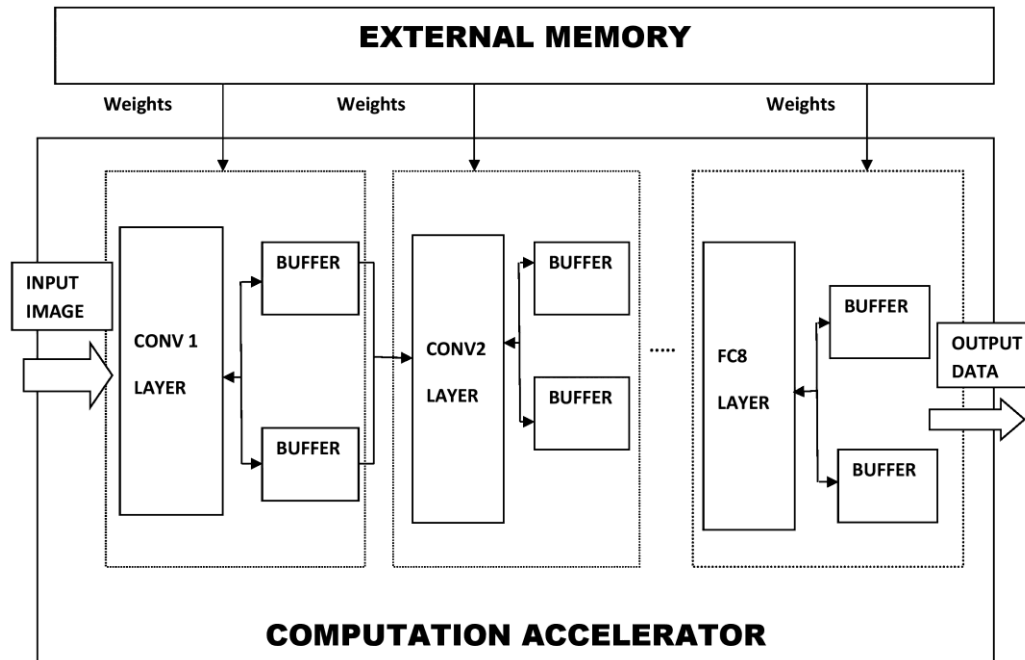 EXTERNAL MEMORY
Weights
Weights
Weights
INPUT
IMAGE
CONV 1
LAYER
BUFFER
BUFFER
CONV2
LAYER
BUFFER
BUFFER
.....
FC8
LAYER
BUFFER
BUFFER
OUTPUT
DATA
COMPUTATION ACCELERATOR